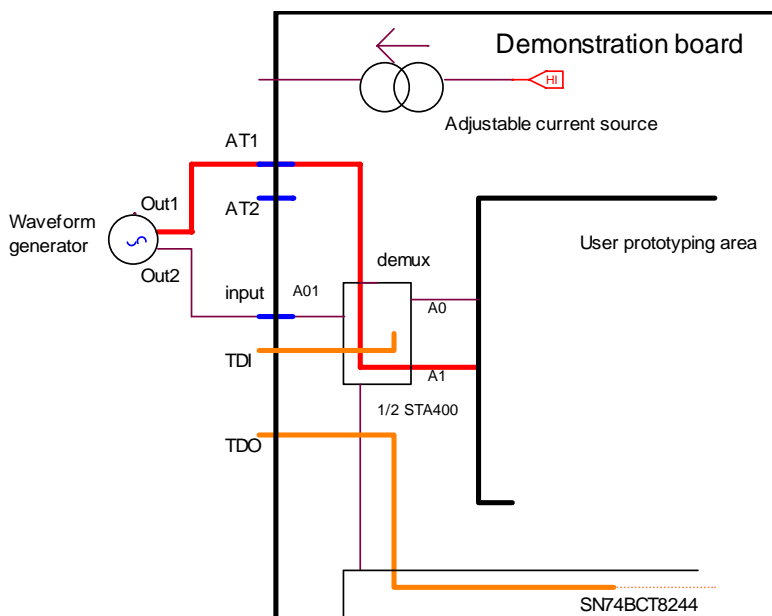 Demonstration board
HI
Adjustable current source
AT1
Out1
AT2
Waveform
generator
User prototyping area
Out2
demux
input
A01
A0
TDI
A1
1/2 STA400
TDO
SN74BCT8244